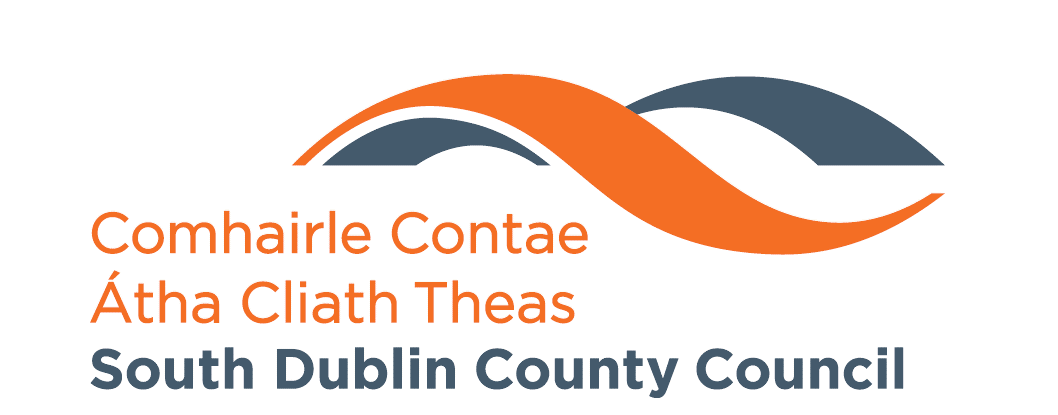 Comhairle Contae
Átha Cliath Theas
South Dublin County Council